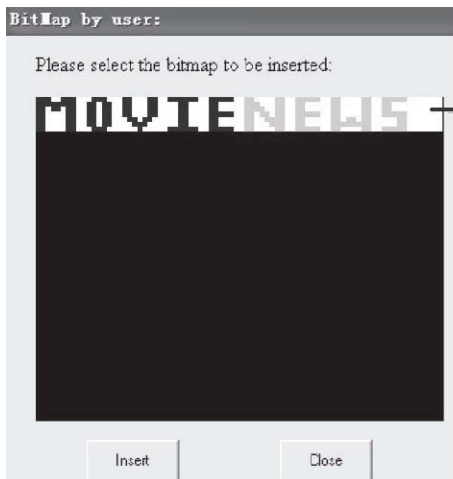 BitMap by user:
Please select the bitmap to be inserted:
MOVIENEWS
Insert Close